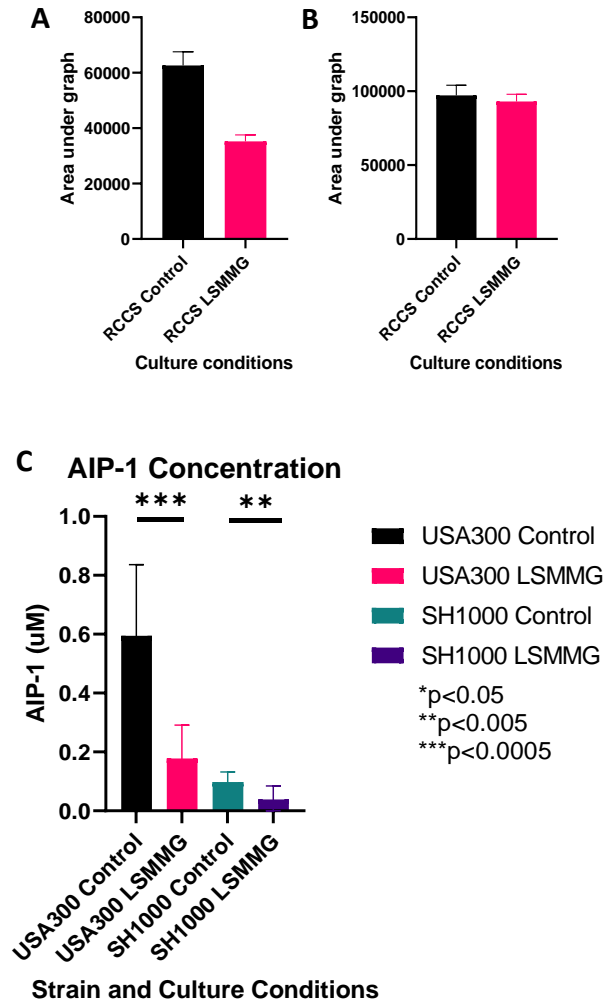 A
Area under graph
80000
60000
40000
20000
0
RCCS Control
RCCS LSMMG
Culture conditions
B
Area under graph
150000
100000
50000
0
RCCS Control
RCCS LSMMG
Culture conditions
C
AIP-1 Concentration
***
**
AIP-1 (uM)
1.0
0.8
0.6
0.4
0.2
0.0
USA300 Control
USA300 LSMMG
SH1000 Control
SH1000 LSMMG
Strain and Culture Conditions
USA300 Control
USA300 LSMMG
SH1000 Control
SH1000 LSMMG
*p<0.05
**p<0.005
***p<0.0005